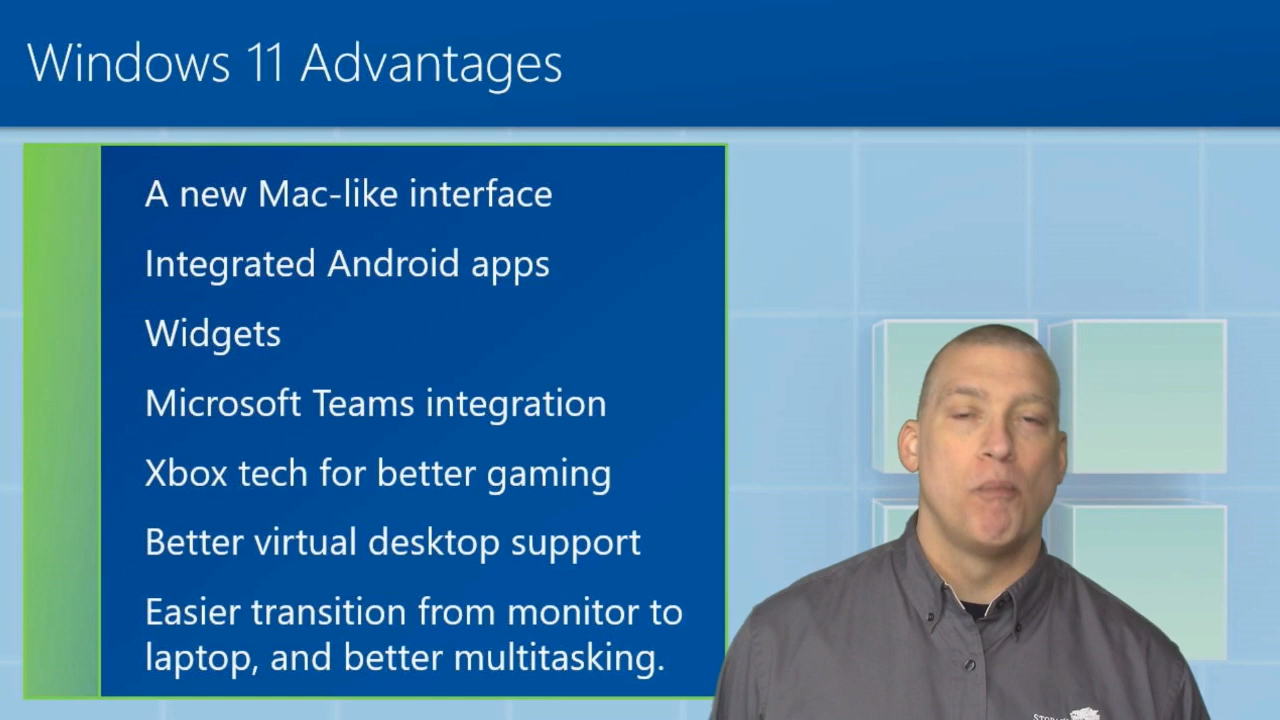 Windows 11 Advantages
A new Mac-like interface
Integrated Android apps
Widgets
Microsoft Teams integration
Xbox tech for better gaming
Better virtual desktop support
Easier transition from monitor to
laptop, and better multitasking.